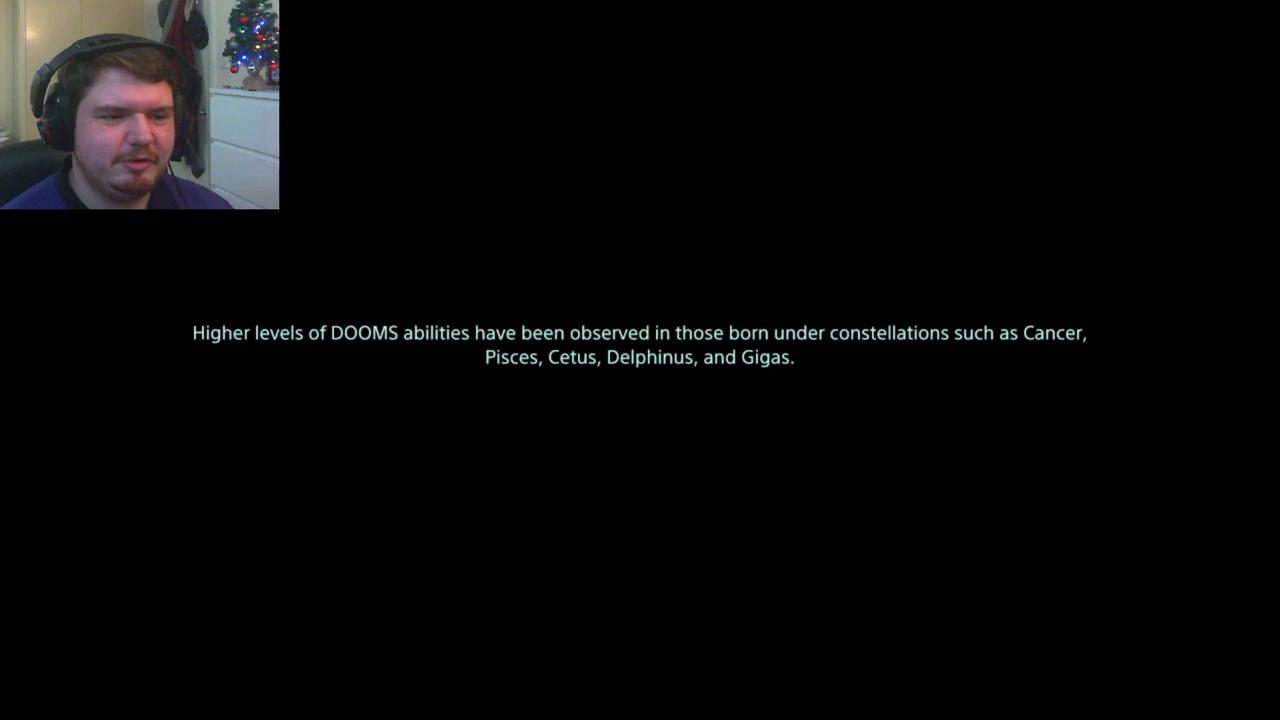 Higher levels of DOOMS abilities have been observed in those born under constellations such as Cancer,
Pisces, Cetus, Delphinus, and Gigas.